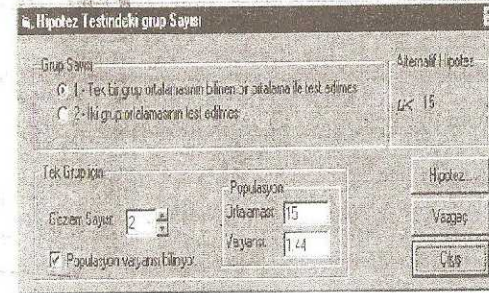 Hipotez Testindeki grup Sayısı
Grup Sayısı
1 - Tek bir grup ortalamasının bilinen bir ortalama ile test edilmesi
2 - İki grup ortalamasının test edilmesi
Alternatif Hipotez
μ< 15
Tek Grup için
Gözlem Sayısı: 2
Populasyon varyansı biliniyor
Populasyon
Ortalaması: 15
Varyansı: 1.44
Hipotez...
Vazgeç
Çıkış